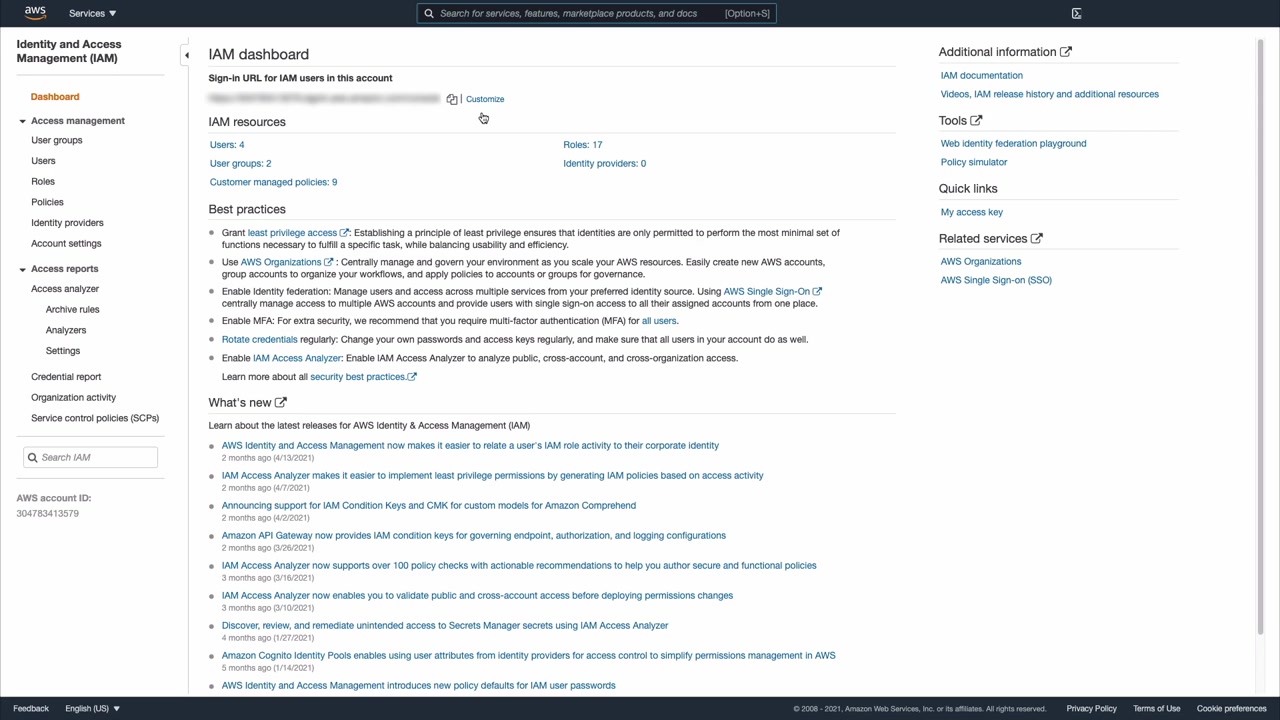 aws
Services
Search for services, features, marketplace products, and docs
[Option+S]
Identity and Access
Management (IAM)
Dashboard
Access management
User groups
Users
Roles
Policies
Identity providers
Account settings
Access reports
Access analyzer
Archive rules
Analyzers
Settings
Credential report
Organization activity
Service control policies (SCPs)
Search IAM
AWS account ID:
304783413579
IAM dashboard
Sign-in URL for IAM users in this account
Customize
IAM resources
Users: 4
Roles: 17
User groups: 2
Identity providers: 0
Customer managed policies: 9
Best practices
Grant least privilege access : Establishing a principle of least privilege ensures that identities are only permitted to perform the most minimal set of
functions necessary to fulfill a specific task, while balancing usability and efficiency.
Use AWS Organizations : Centrally manage and govern your environment as you scale your AWS resources. Easily create new AWS accounts,
group accounts to organize your workflows, and apply policies to accounts or groups for governance.
Enable Identity federation: Manage users and access across multiple services from your preferred identity source. Using AWS Single Sign-On
centrally manage access to multiple AWS accounts and provide users with single sign-on access to all their assigned accounts from one place.
Enable MFA: For extra security, we recommend that you require multi-factor authentication (MFA) for all users.
Rotate credentials regularly: Change your own passwords and access keys regularly, and make sure that all users in your account do as well.
Enable IAM Access Analyzer: Enable IAM Access Analyzer to analyze public, cross-account, and cross-organization access.
Learn more about all security best practices.
What's new
Learn about the latest releases for AWS Identity & Access Management (IAM)
AWS Identity and Access Management now makes it easier to relate a user's IAM role activity to their corporate identity
2 months ago (4/13/2021)
IAM Access Analyzer makes it easier to implement least privilege permissions by generating IAM policies based on access activity
2 months ago (4/7/2021)
Announcing support for IAM Condition Keys and CMK for custom models for Amazon Comprehend
2 months ago (4/2/2021)
Amazon API Gateway now provides IAM condition keys for governing endpoint, authorization, and logging configurations
2 months ago (3/26/2021)
IAM Access Analyzer now supports over 100 policy checks with actionable recommendations to help you author secure and functional policies
3 months ago (3/16/2021)
IAM Access Analyzer now enables you to validate public and cross-account access before deploying permissions changes
3 months ago (3/10/2021)
Discover, review, and remediate unintended access to Secrets Manager secrets using IAM Access Analyzer
4 months ago (1/27/2021)
Amazon Cognito Identity Pools enables using user attributes from identity providers for access control to simplify permissions management in AWS
5 months ago (1/14/2021)
AWS Identity and Access Management introduces new policy defaults for IAM user passwords
Additional information
IAM documentation
Videos, IAM release history and additional resources
Tools
Web identity federation playground
Policy simulator
Quick links
My access key
Related services
AWS Organizations
AWS Single Sign-on (SSO)
Feedback
English (US)
© 2008 - 2021, Amazon Web Services, Inc. or its affiliates. All rights reserved.
Privacy Policy
Terms of Use
Cookie preferences